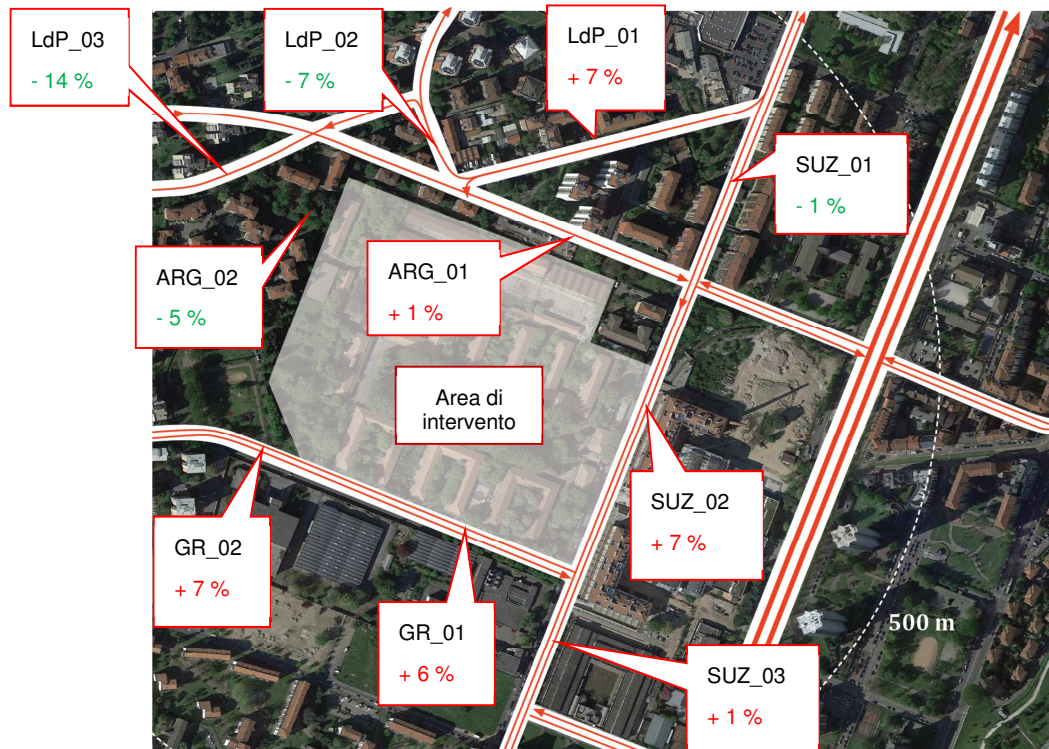 LdP_03
- 14 %
LdP_02
- 7 %
LdP_01
+ 7 %
SUZ_01
- 1 %
ARG_02
- 5 %
ARG_01
+ 1 %
Area di
intervento
SUZ_02
+ 7 %
GR_02
+ 7 %
GR_01
+ 6 %
SUZ_03
+ 1 %
500 m